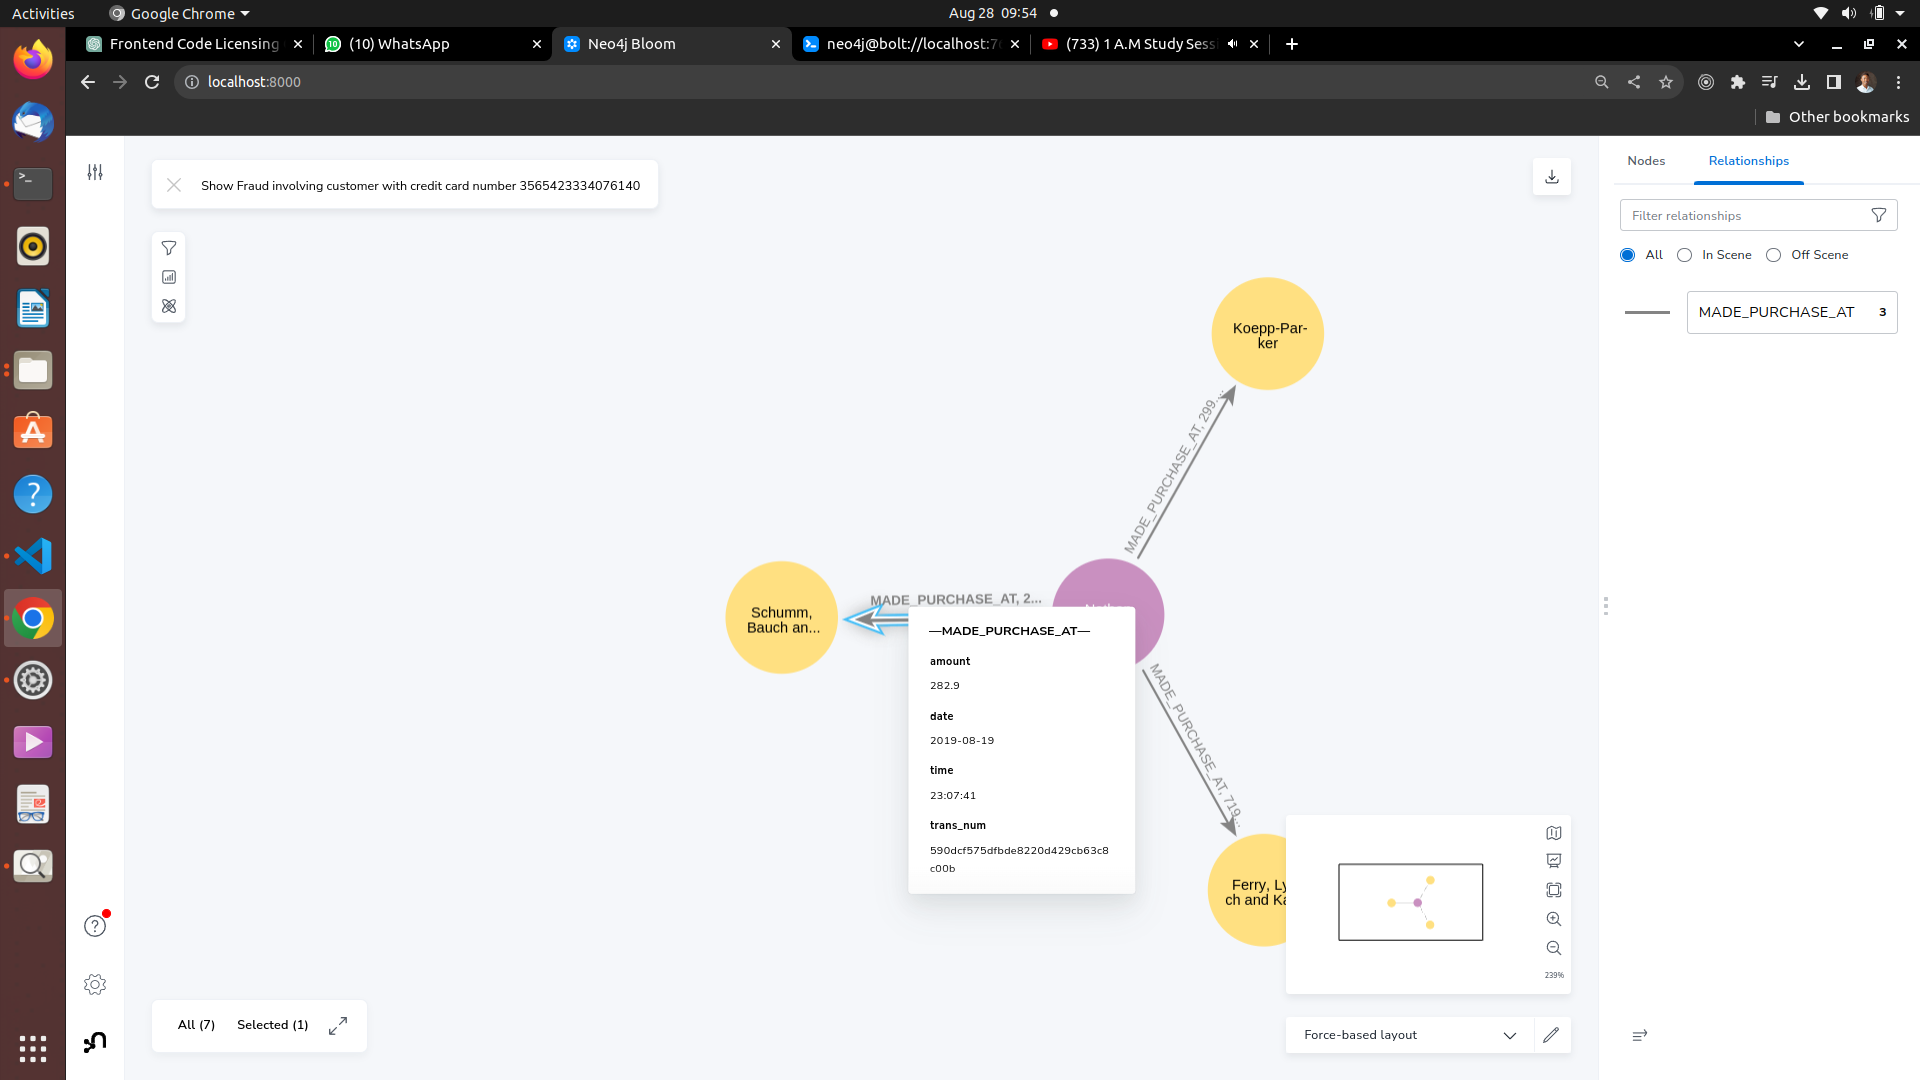 Activities
Google Chrome
Aug 28 09:54
Frontend Code Licensing
(10) WhatsApp
Neo4j Bloom
neo4j@bolt://localhost:7
(733) 1 A.M Study Sess
localhost:8000
Other bookmarks
Show Fraud involving customer with credit card number 3565423334076140
Nodes
Relationships
Filter relationships
All
In Scene
Off Scene
MADE_PURCHASE_AT 3
Koepp-Par-
ker
MADE_PURCHASE_AT, 299....
Schumm,
Bauch an...
MADE_PURCHASE_AT, 2...
—MADE_PURCHASE_AT—
amount
282.9
date
2019-08-19
time
23:07:41
trans_num
590dcf575dfbde8220d429cb63c8
c00b
MADE_PURCHASE_AT, 719...
Ferry, Ly
ch and Ka
239%
All (7)
Selected (1)
Force-based layout